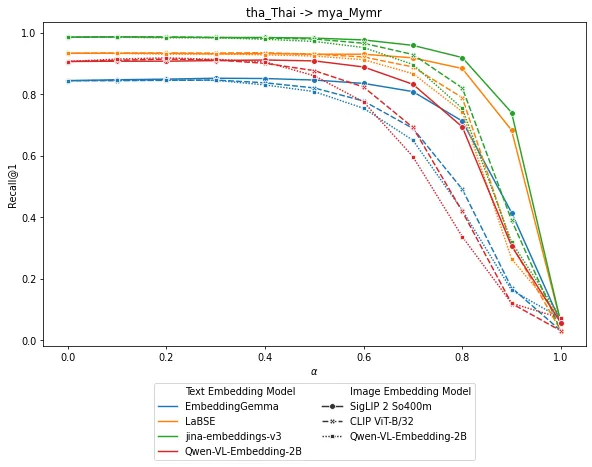 tha_Thai -> mya_Mymr
Recall@1
1.0
0.8
0.6
0.4
0.2
0.0
0.0 0.2 0.4 0.6 0.8 1.0
α
Text Embedding Model
EmbeddingGemma
LaBSE
jina-embeddings-v3
Qwen-VL-Embedding-2B
Image Embedding Model
SigLIP 2 So400m
CLIP ViT-B/32
Qwen-VL-Embedding-2B